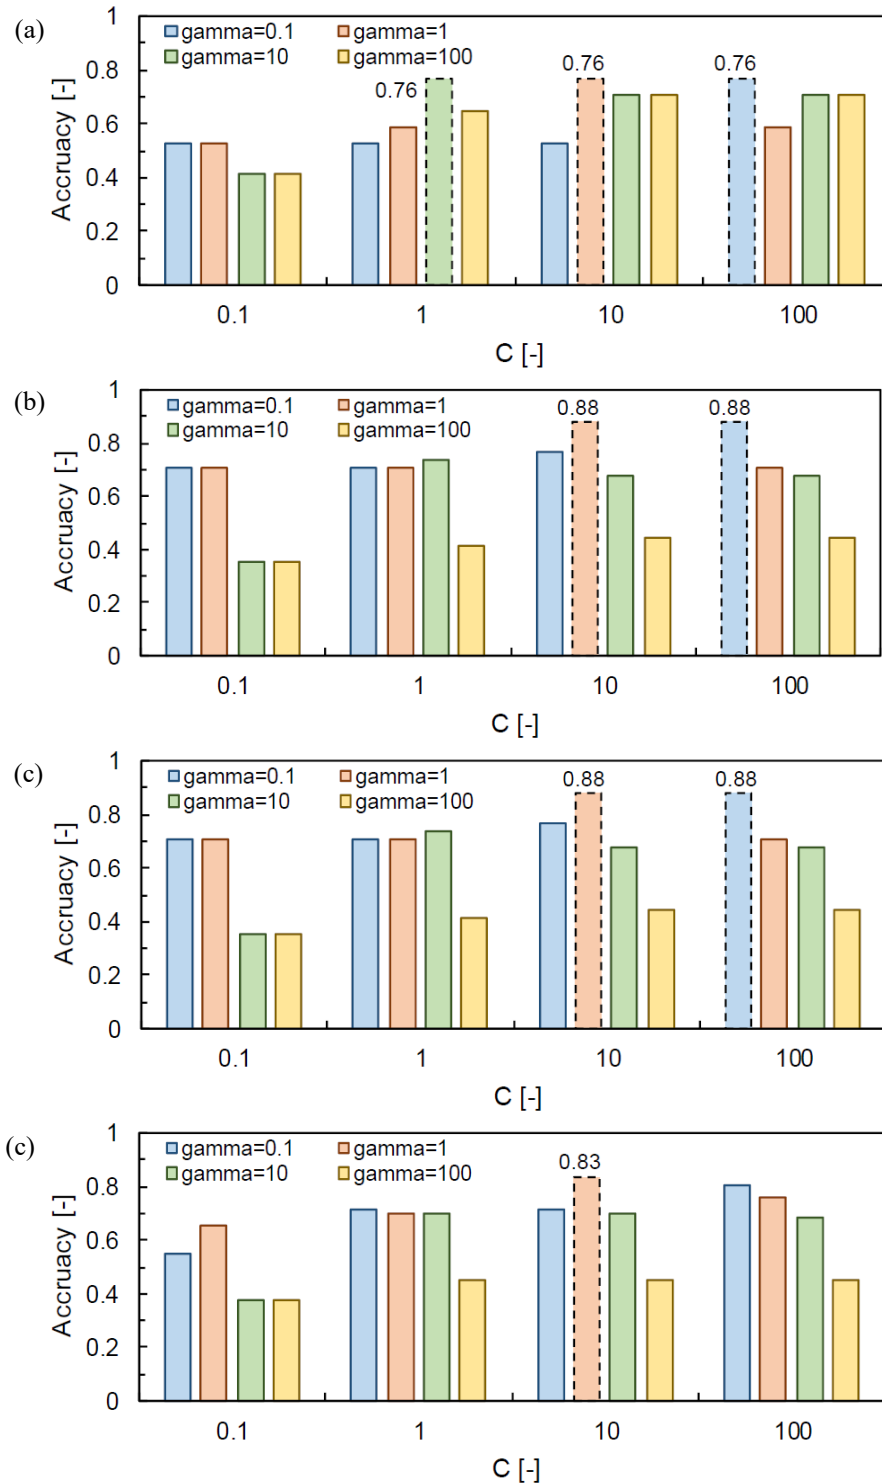 (a)
1
gamma=0.1 gamma=1
gamma=10 gamma=100
0.8
0.76 0.76 0.76
0.6
0.4
0.2
0
Accruacy [-]
0.1 1 10 100
C [-]
(b)
1
gamma=0.1 gamma=1
gamma=10 gamma=100
0.88 0.88
0.8
0.6
0.4
0.2
0
Accruacy [-]
0.1 1 10 100
C [-]
(c)
1
gamma=0.1 gamma=1
gamma=10 gamma=100
0.88 0.88
0.8
0.6
0.4
0.2
0
Accruacy [-]
0.1 1 10 100
C [-]
(c)
1
gamma=0.1 gamma=1
gamma=10 gamma=100
0.83
0.8
0.6
0.4
0.2
0
Accruacy [-]
0.1 1 10 100
C [-]